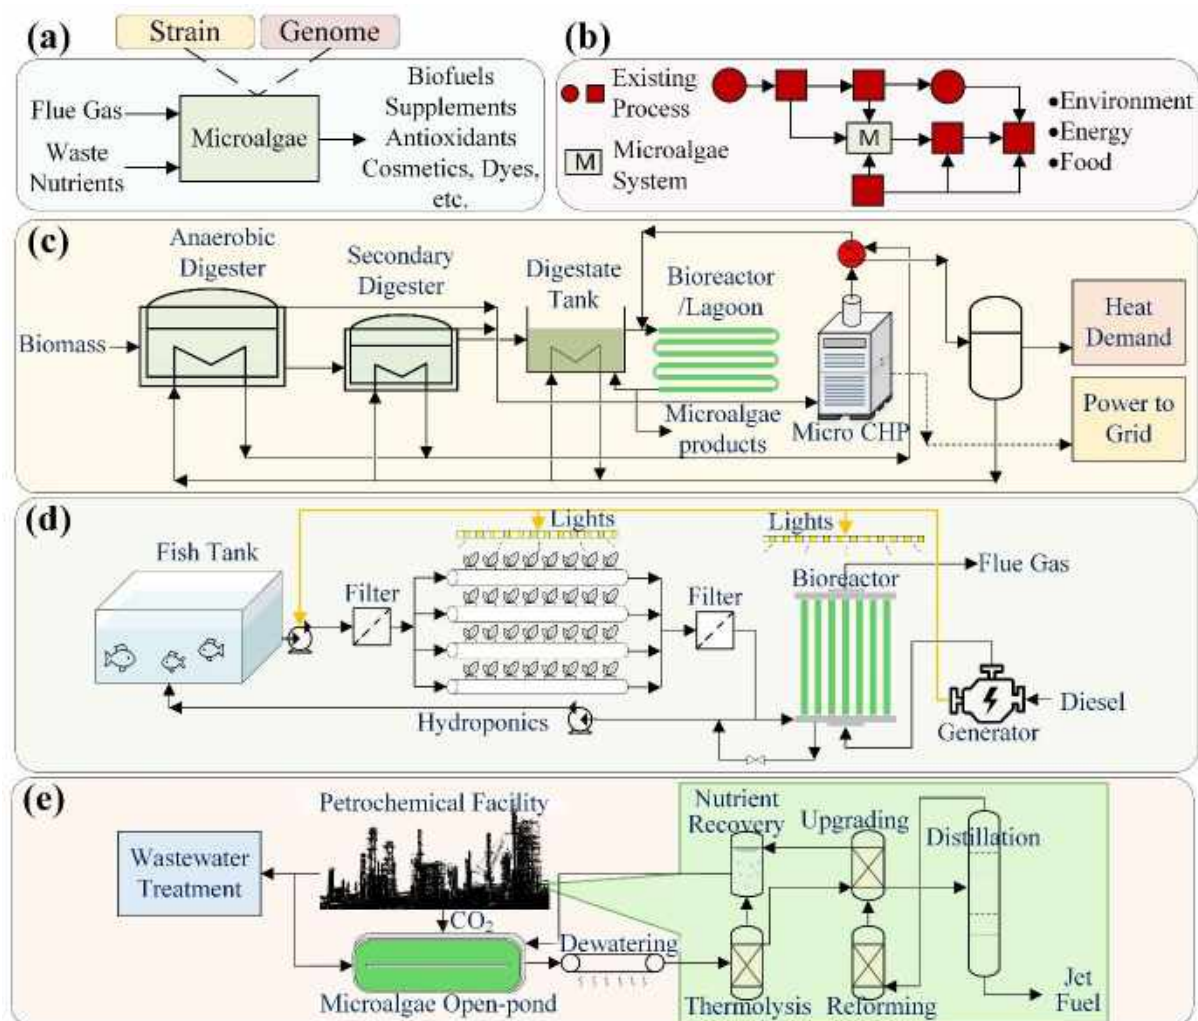 (a)
Strain
Genome
Flue Gas
Waste
Nutrients
Microalgae
Biofuels
Supplements
Antioxidants
Cosmetics, Dyes,
etc.
(b)
Existing
Process
M
Microalgae
System
M
●Environment
●Energy
●Food
(c)
Anaerobic
Digester
Secondary
Digester
Digestate
Tank
Bioreactor
/Lagoon
Biomass
Microalgae
products
Micro CHP
Heat
Demand
Power to
Grid
(d)
Fish Tank
Filter
Lights
Hydroponics
Filter
Lights
Bioreactor
Flue Gas
Diesel
Generator
(e)
Petrochemical Facility
Wastewater
Treatment
CO₂
Microalgae Open-pond
Dewatering
Nutrient
Recovery
Upgrading
Distillation
Thermolysis
Reforming
Jet
Fuel